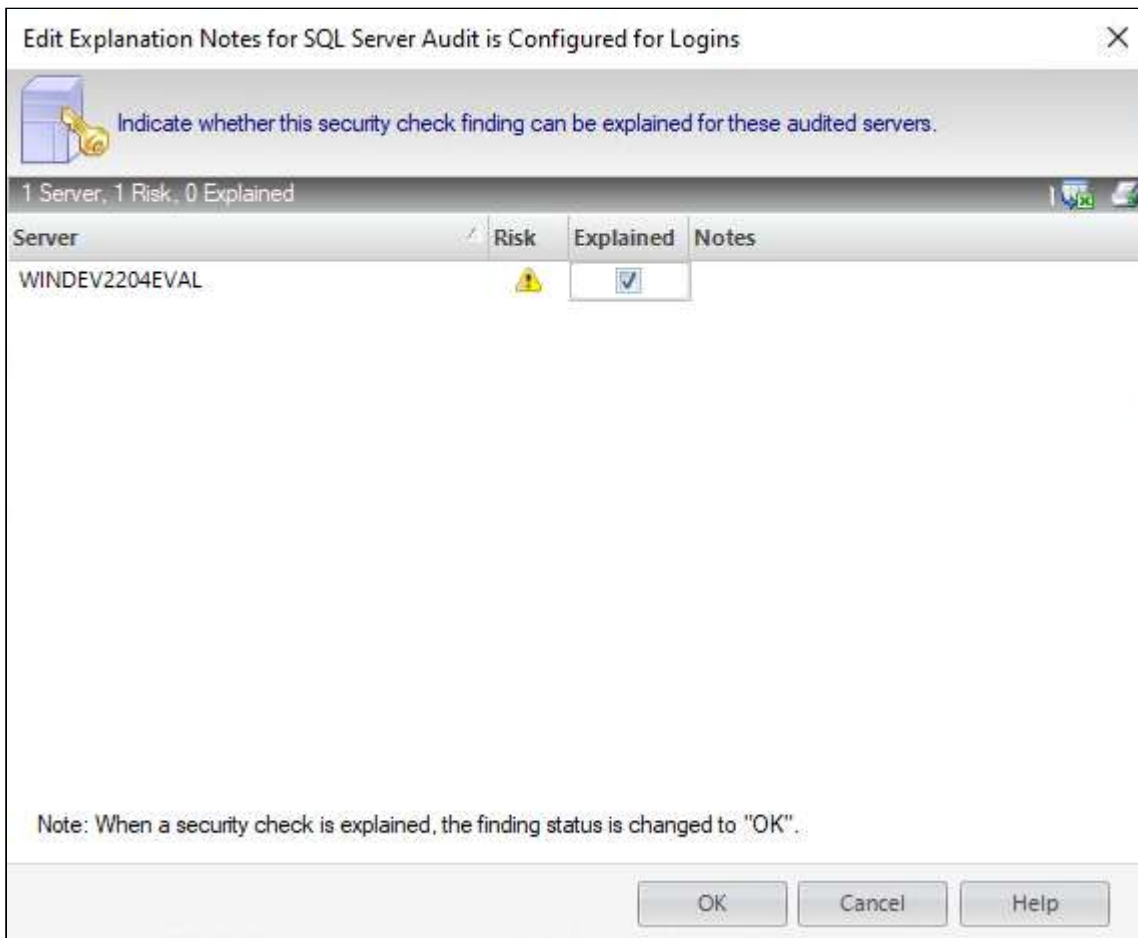 Edit Explanation Notes for SQL Server Audit is Configured for Logins
Indicate whether this security check finding can be explained for these audited servers.
1 Server, 1 Risk, 0 Explained
Server Risk Explained Notes
WINDEV2204EVAL
Note: When a security check is explained, the finding status is changed to "OK".
OK Cancel Help